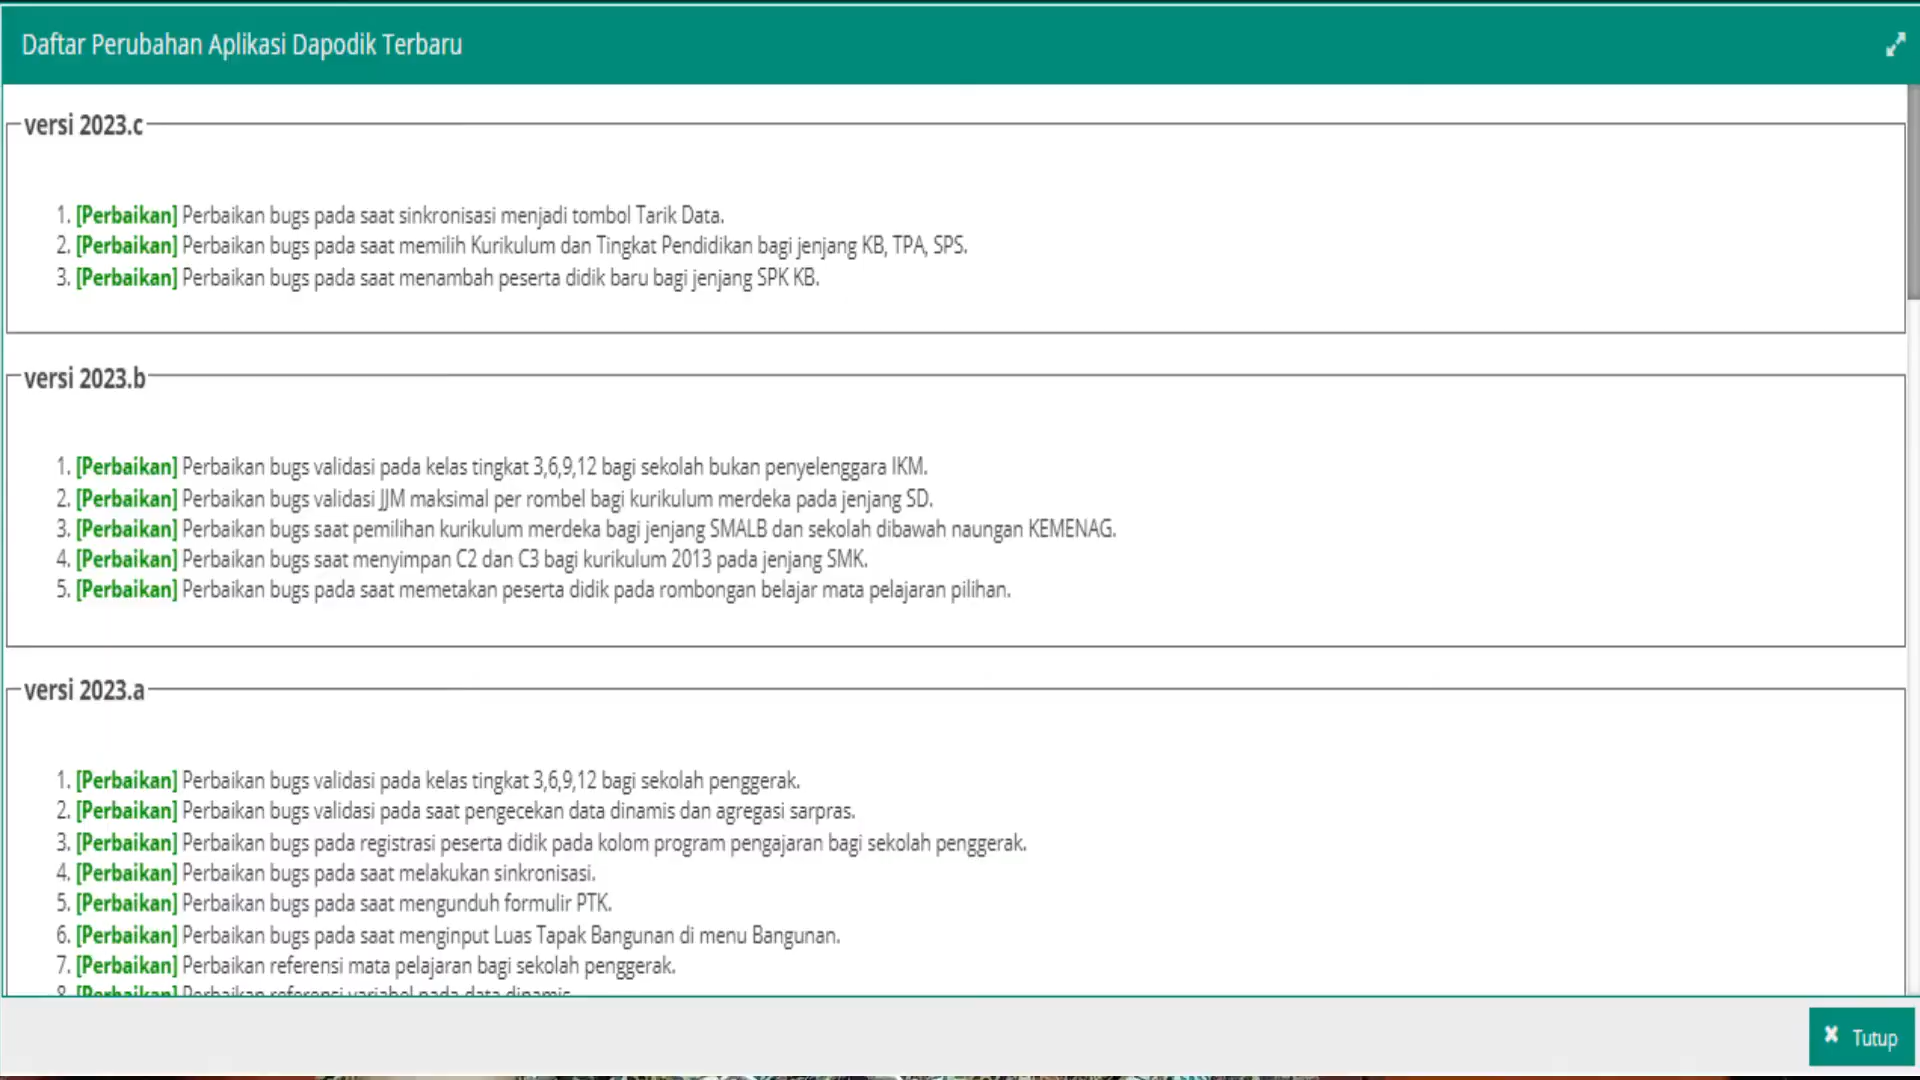 Daftar Perubahan Aplikasi Dapodik Terbaru
versi 2023.c
1. [Perbaikan] Perbaikan bugs pada saat sinkronisasi menjadi tombol Tarik Data.
2. [Perbaikan] Perbaikan bugs pada saat memilih Kurikulum dan Tingkat Pendidikan bagi jenjang KB, TPA, SPS.
3. [Perbaikan] Perbaikan bugs pada saat menambah peserta didik baru bagi jenjang SPK KB.
versi 2023.b
1. [Perbaikan] Perbaikan bugs validasi pada kelas tingkat 3,6,9,12 bagi sekolah bukan penyelenggara IKM.
2. [Perbaikan] Perbaikan bugs validasi JJM maksimal per rombel bagi kurikulum merdeka pada jenjang SD.
3. [Perbaikan] Perbaikan bugs saat pemilihan kurikulum merdeka bagi jenjang SMALB dan sekolah dibawah naungan KEMENAG.
4. [Perbaikan] Perbaikan bugs saat menyimpan C2 dan C3 bagi kurikulum 2013 pada jenjang SMK.
5. [Perbaikan] Perbaikan bugs pada saat memetakan peserta didik pada rombongan belajar mata pelajaran pilihan.
versi 2023.a
1. [Perbaikan] Perbaikan bugs validasi pada kelas tingkat 3,6,9,12 bagi sekolah penggerak.
2. [Perbaikan] Perbaikan bugs validasi pada saat pengecekan data dinamis dan agregasi sarpras.
3. [Perbaikan] Perbaikan bugs pada registrasi peserta didik pada kolom program pengajaran bagi sekolah penggerak.
4. [Perbaikan] Perbaikan bugs pada saat melakukan sinkronisasi.
5. [Perbaikan] Perbaikan bugs pada saat mengunduh formulir PTK.
6. [Perbaikan] Perbaikan bugs pada saat menginput Luas Tapak Bangunan di menu Bangunan.
7. [Perbaikan] Perbaikan referensi mata pelajaran bagi sekolah penggerak.
8. [Perbaikan] Perbaikan referensi variabel pada data dinamis.
Tutup